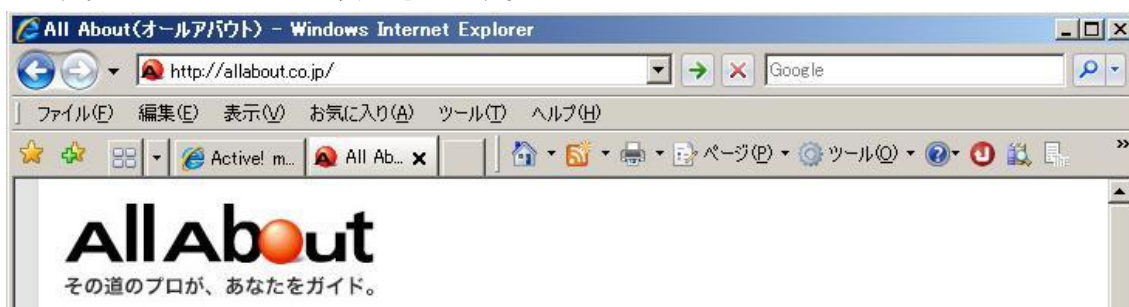 All About(オールアバウト) - Windows Internet Explorer
http://allabout.co.jp/
Google
ファイル(F) 編集(E) 表示(V) お気に入り(A) ツール(T) ヘルプ(H)
Active! m... All Ab... ページ(P) ツール(O) »
All About
その道のプロが、あなたをガイド。